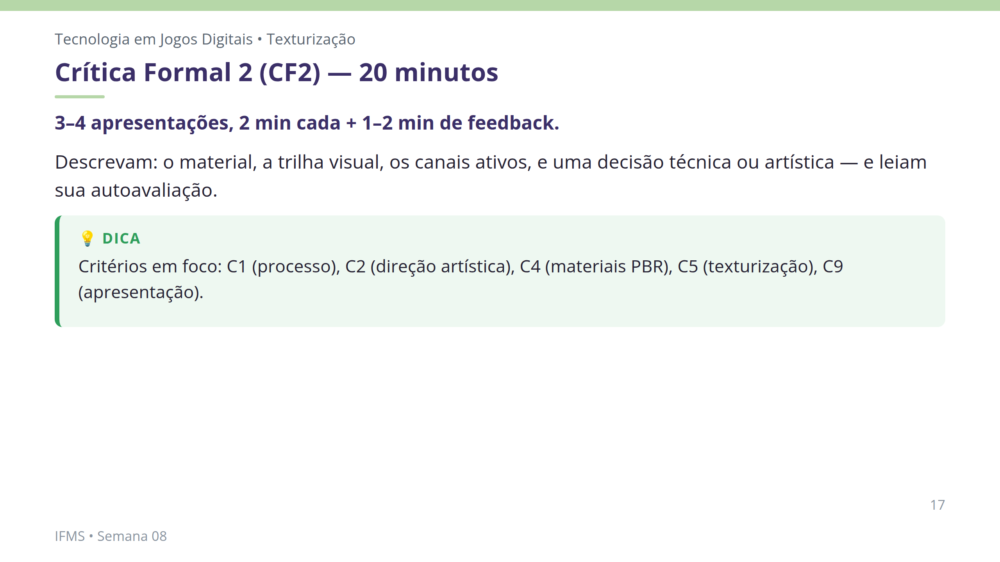 Tecnologia em Jogos Digitais • Texturização
Crítica Formal 2 (CF2) — 20 minutos
3–4 apresentações, 2 min cada + 1–2 min de feedback.
Descrevam: o material, a trilha visual, os canais ativos, e uma decisão técnica ou artística — e leiam
sua autoavaliação.
💡 DICA
Critérios em foco: C1 (processo), C2 (direção artística), C4 (materiais PBR), C5 (texturização), C9
(apresentação).
17
IFMS • Semana 08